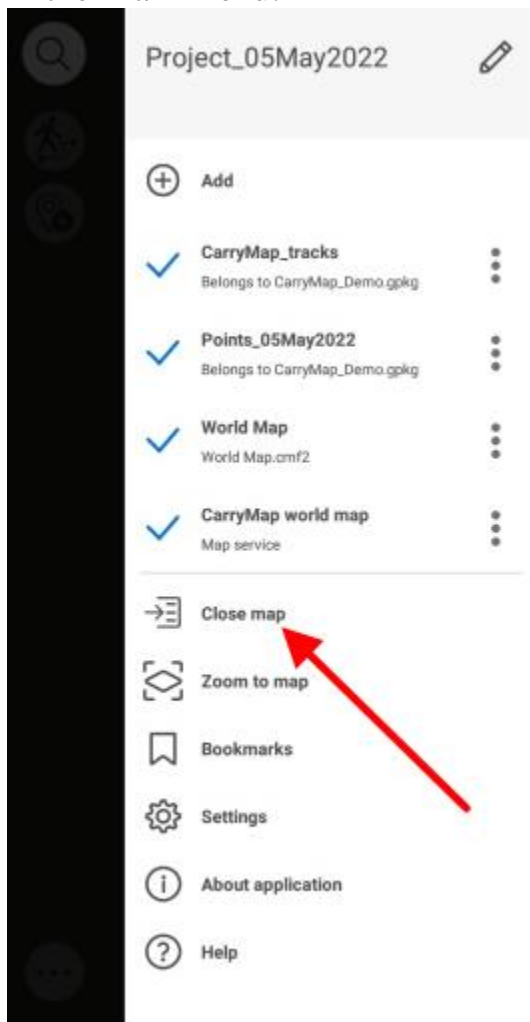 Project_05May2022
Add
CarryMap_tracks
Belongs to CarryMap_Demo.gpkg
Points_05May2022
Belongs to CarryMap_Demo.gpkg
World Map
World Map.cmf2
CarryMap world map
Map service
Close map
Zoom to map
Bookmarks
Settings
About application
Help